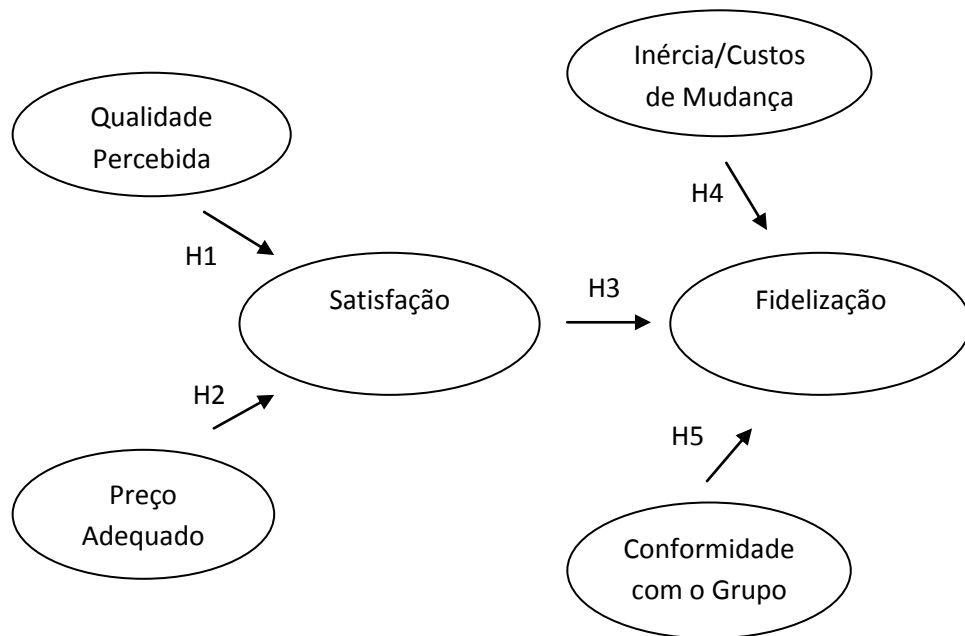 Inércia/Custos
de Mudança
Qualidade
Percebida
H4
H1
Satisfação
H3
Fidelização
H2
H5
Preço
Adequado
Conformidade
com o Grupo